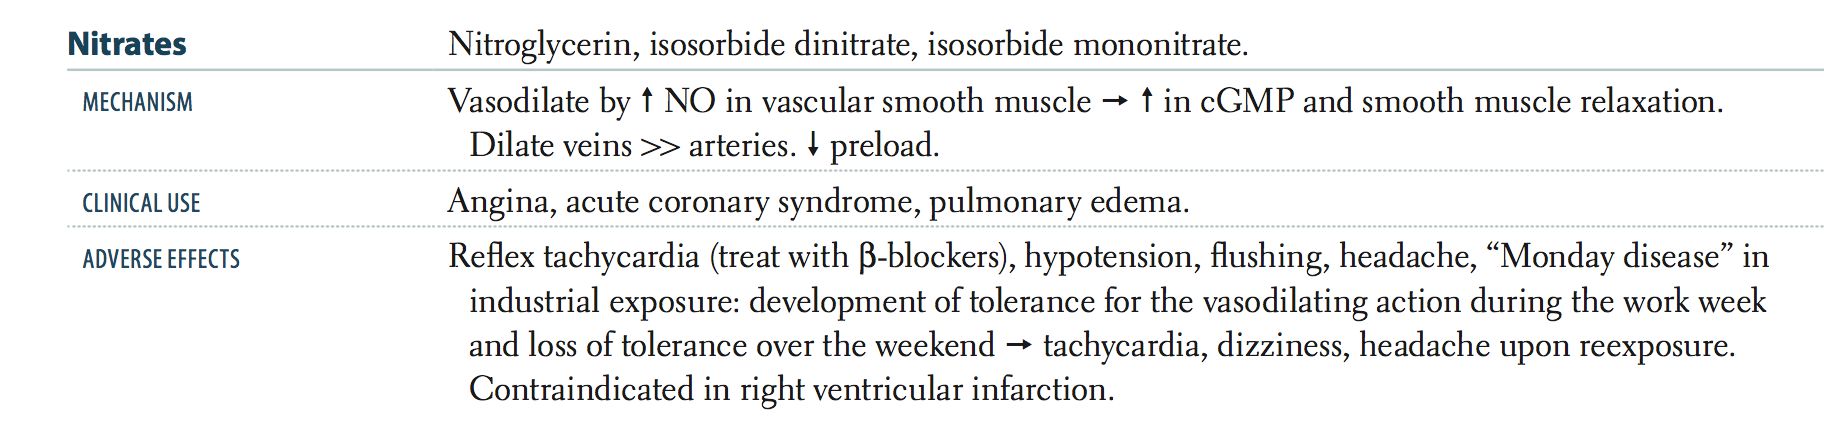 Nitrates Nitroglycerin, isosorbide dinitrate, isosorbide mononitrate.
MECHANISM Vasodilate by ↑ NO in vascular smooth muscle → ↑ in cGMP and smooth muscle relaxation.
Dilate veins >> arteries. ↓ preload.
CLINICAL USE Angina, acute coronary syndrome, pulmonary edema.
ADVERSE EFFECTS Reflex tachycardia (treat with β-blockers), hypotension, flushing, headache, “Monday disease” in
industrial exposure: development of tolerance for the vasodilating action during the work week
and loss of tolerance over the weekend → tachycardia, dizziness, headache upon reexposure.
Contraindicated in right ventricular infarction.